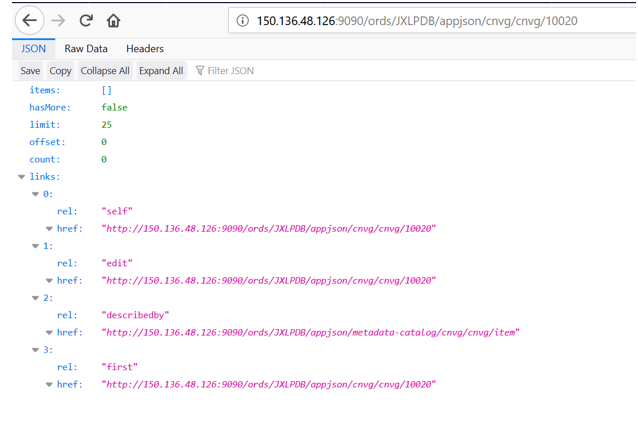 150.136.48.126:9090/ords/JXLPDB/appjson/cnvg/cnvg/10020
JSON Raw Data Headers
Save Copy Collapse All Expand All Filter JSON
items: []
hasMore: false
limit: 25
offset: 0
count: 0
links:
0:
rel: "self"
href: "http://150.136.48.126:9090/ords/JXLPDB/appjson/cnvg/cnvg/10020"
1:
rel: "edit"
href: "http://150.136.48.126:9090/ords/JXLPDB/appjson/cnvg/cnvg/10020"
2:
rel: "describedby"
href: "http://150.136.48.126:9090/ords/JXLPDB/appjson/metadata-catalog/cnvg/cnvg/item"
3:
rel: "first"
href: "http://150.136.48.126:9090/ords/JXLPDB/appjson/cnvg/cnvg/10020"